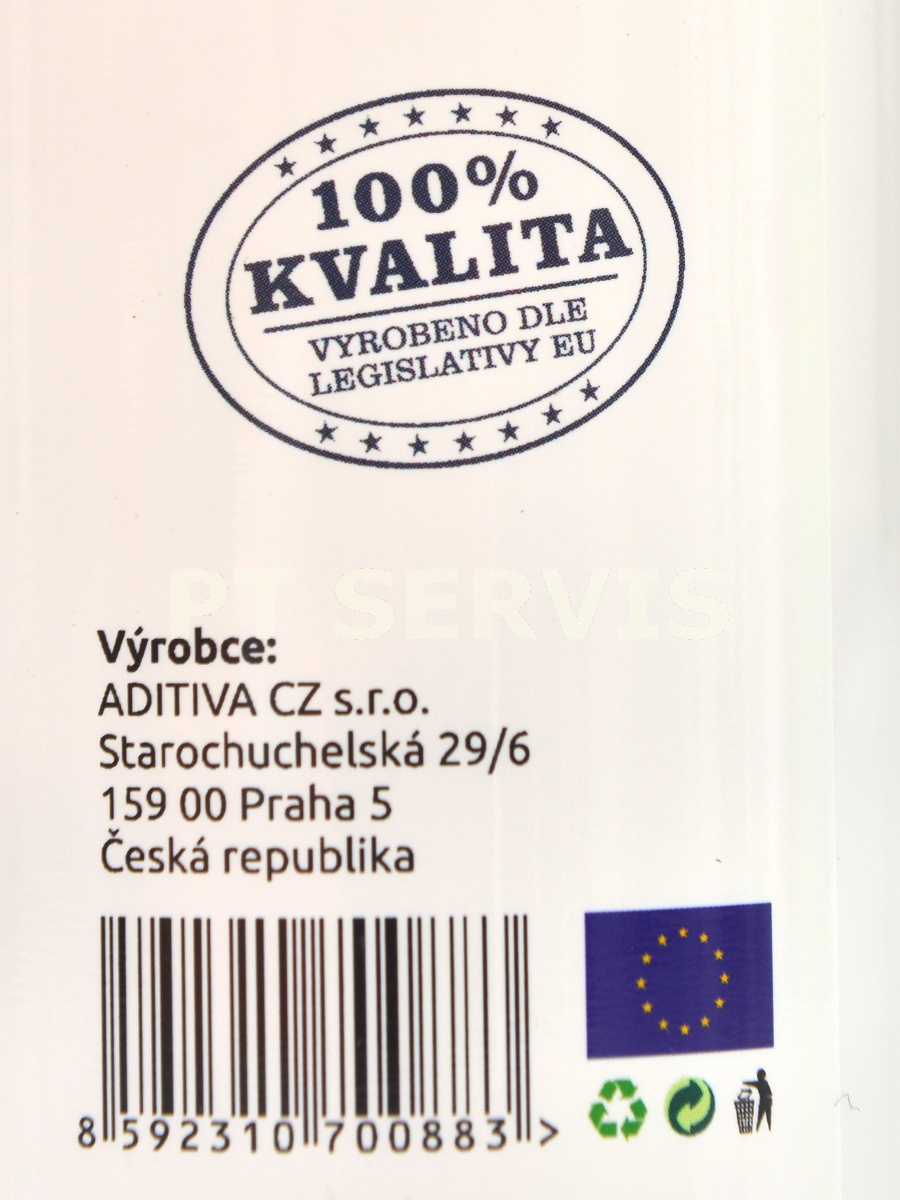 100%
KVALITA
VYROBENO DLE
LEGISLATIVY EU
PT SERVIS
Výrobce:
ADITIVA CZ s.r.o.
Starochuchelská 29/6
159 00 Praha 5
Česká republika
8 592310 700883 >